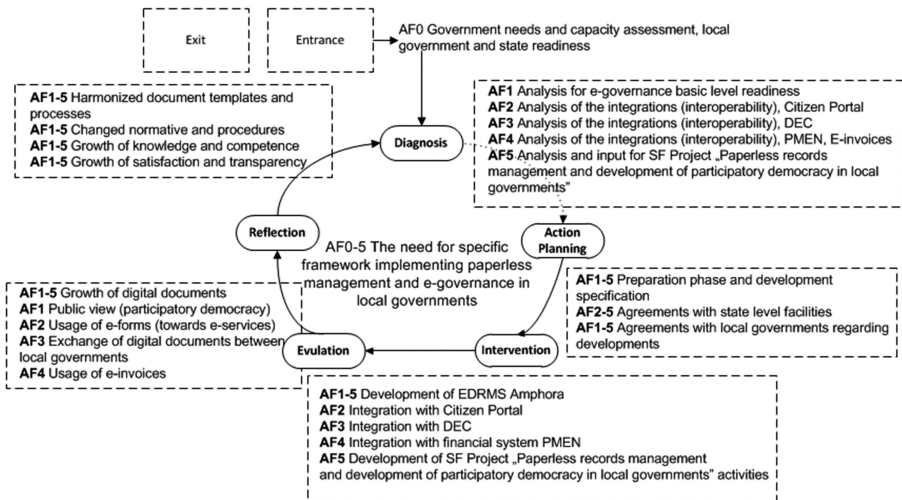 Exit
Entrance
AF0 Government needs and capacity assessment, local
government and state readiness
AF1-5 Harmonized document templates and
processes
AF1-5 Changed normative and procedures
AF1-5 Growth of knowledge and competence
AF1-5 Growth of satisfaction and transparency
Diagnosis
AF1 Analysis for e-governance basic level readiness
AF2 Analysis of the integrations (interoperability), Citizen Portal
AF3 Analysis of the integrations (interoperability), DEC
AF4 Analysis of the integrations (interoperability), PMEN, E-invoices
AF5 Analysis and input for SF Project „Paperless records
management and development of participatory democracy in local
governments”
Reflection
AF0-5 The need for specific
framework implementing paperless
management and e-governance in
local governments
Action
Planning
AF1-5 Growth of digital documents
AF1 Public view (participatory democracy)
AF2 Usage of e-forms (towards e-services)
AF3 Exchange of digital documents between
local governments
AF4 Usage of e-invoices
Evulation
Intervention
AF1-5 Preparation phase and development
specification
AF2-5 Agreements with state level facilities
AF1-5 Agreements with local governments regarding
developments
AF1-5 Development of EDRMS Amphora
AF2 Integration with Citizen Portal
AF3 Integration with DEC
AF4 Integration with financial system PMEN
AF5 Development of SF Project „Paperless records management
and development of participatory democracy in local governments” activities